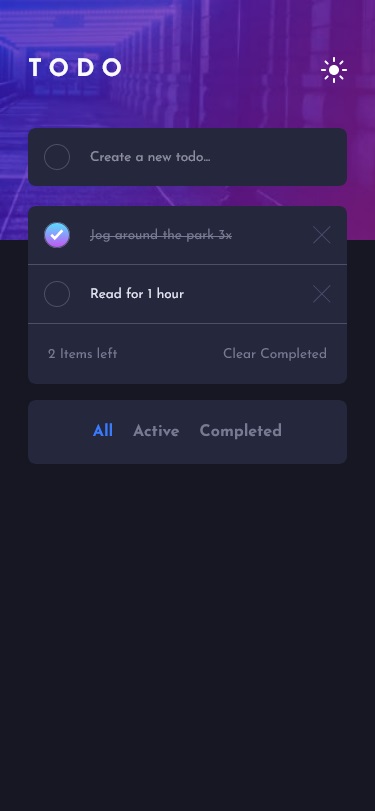 TODO
Create a new todo...
Jog around the park 3x
Read for 1 hour
2 Items left Clear Completed
All Active Completed